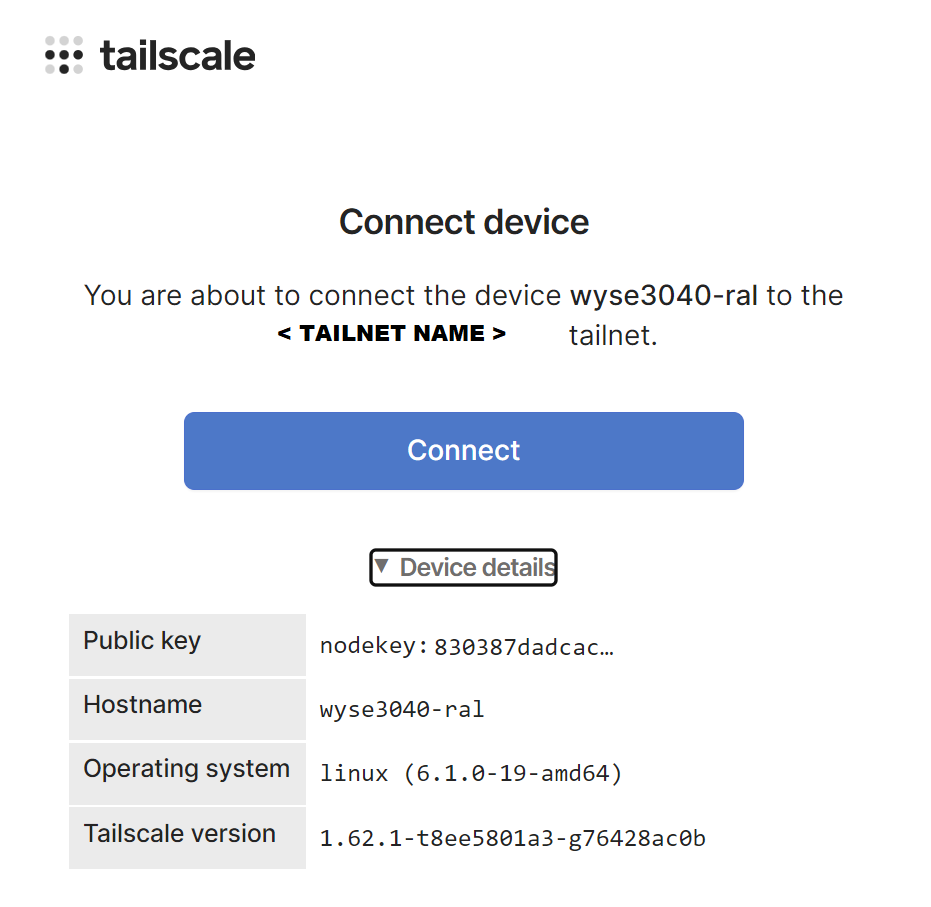 tailscale
Connect device
You are about to connect the device wyse3040-ral to the
< TAILNET NAME > tailnet.
Connect
▼ Device details
Public key nodekey:830387dadcac…
Hostname wyse3040-ral
Operating system linux (6.1.0-19-amd64)
Tailscale version 1.62.1-t8ee5801a3-g76428ac0b